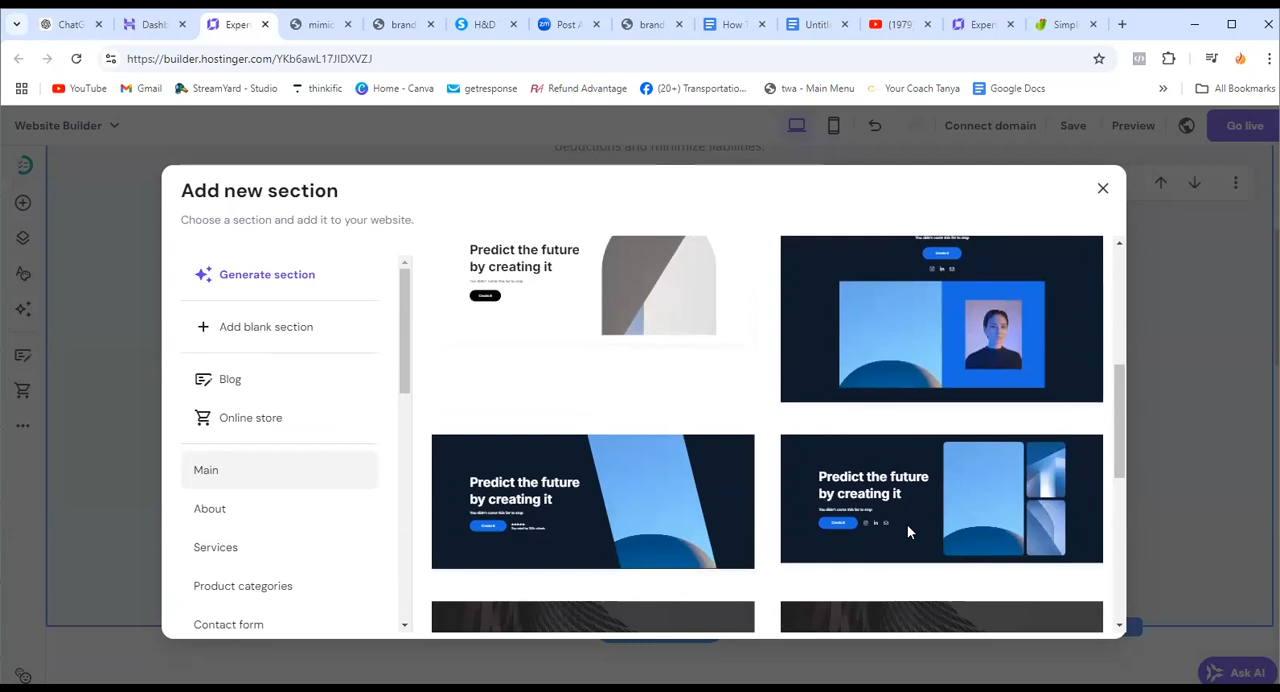 ChatG
Dashb
Expen
mimic
brand
H&D
Post A
brand
How T
Untitl
(1979
Expen
Simpl
https://builder.hostinger.com/YKb6awL17JIDXVZJ
YouTube
Gmail
StreamYard - Studio
thinkific
Home - Canva
getresponse
Refund Advantage
(20+) Transportatio...
twa - Main Menu
Your Coach Tanya
Google Docs
All Bookmarks
Website Builder
Connect domain
Save
Preview
Go live
deductions and minimize liabilities.
Add new section
Choose a section and add it to your website.
Generate section
Add blank section
Blog
Online store
Main
About
Services
Product categories
Contact form
Predict the future
by creating it
Predict the future
by creating it
Predict the future
by creating it
Ask AI